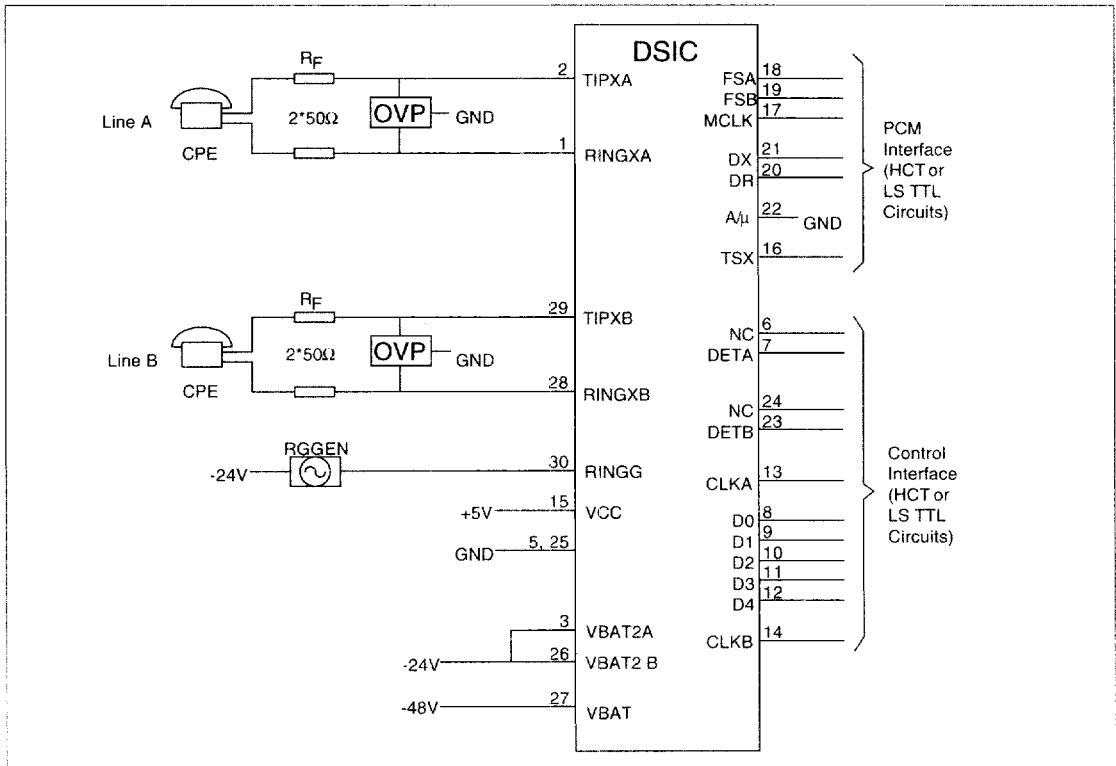 DSIC
RF
2*50Ω
Line A
CPE
OVP
GND
2
TIPXA
1
RINGXA
RF
2*50Ω
Line B
CPE
OVP
GND
29
TIPXB
28
RINGXB
RGGEN
-24V
30
RINGG
+5V
15
VCC
GND
5, 25
3
VBAT2A
-24V
26
VBAT2 B
-48V
27
VBAT
FSA
18
FSB
19
MCLK
17
DX
21
DR
20
A/μ
22
GND
TSX
16
PCM
Interface
(HCT or
LS TTL
Circuits)
NC
6
DETA
7
NC
24
DETB
23
CLKA
13
D0
8
D1
9
D2
10
D3
11
D4
12
CLKB
14
Control
Interface
(HCT or
LS TTL
Circuits)